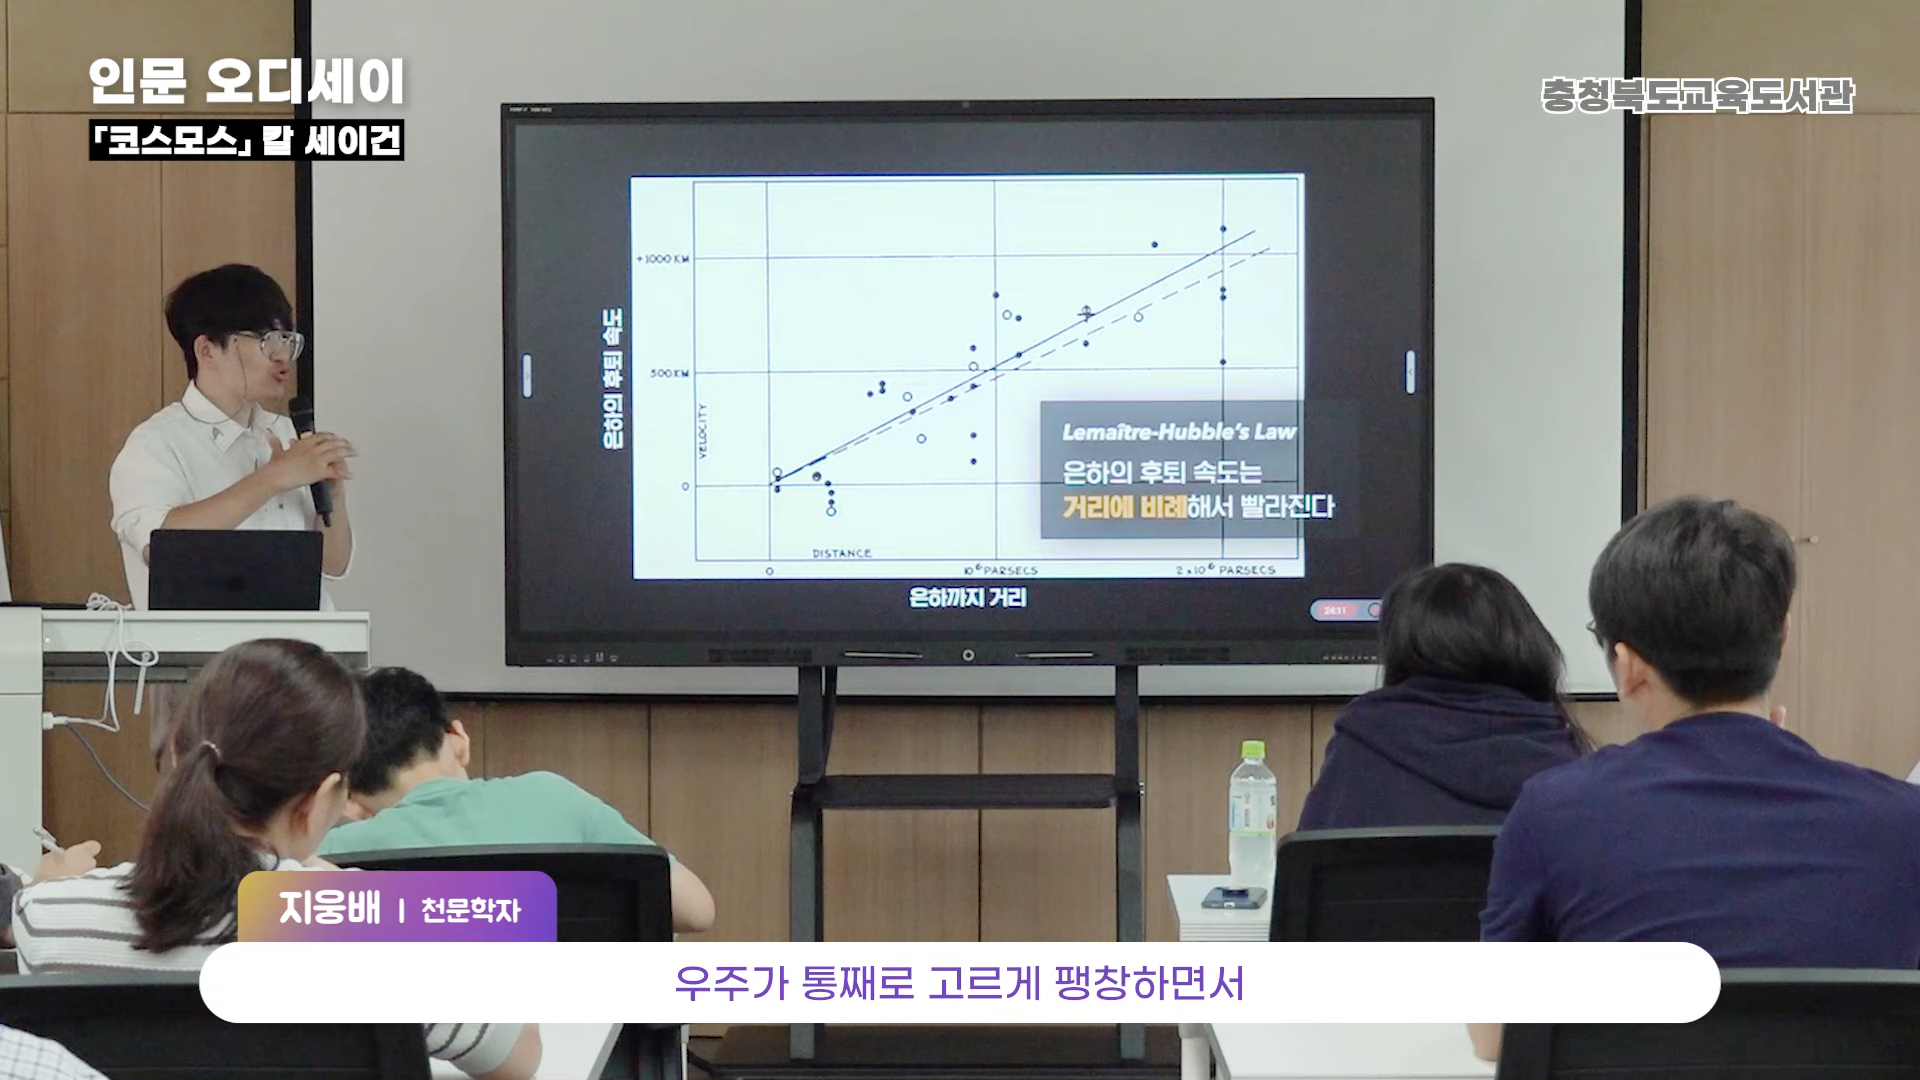 인문 오디세이
「코스모스」 칼 세이건
충청북도교육도서관
+1000 KM
500 KM
0
VELOCITY
은하의 후퇴 속도
Lemaître-Hubble's Law
은하의 후퇴 속도는
거리에 비례해서 빨라진다
DISTANCE
0
10⁶ PARSECS
2x10⁶ PARSECS
은하까지 거리
24:11
지웅배 | 천문학자
우주가 통째로 고르게 팽창하면서